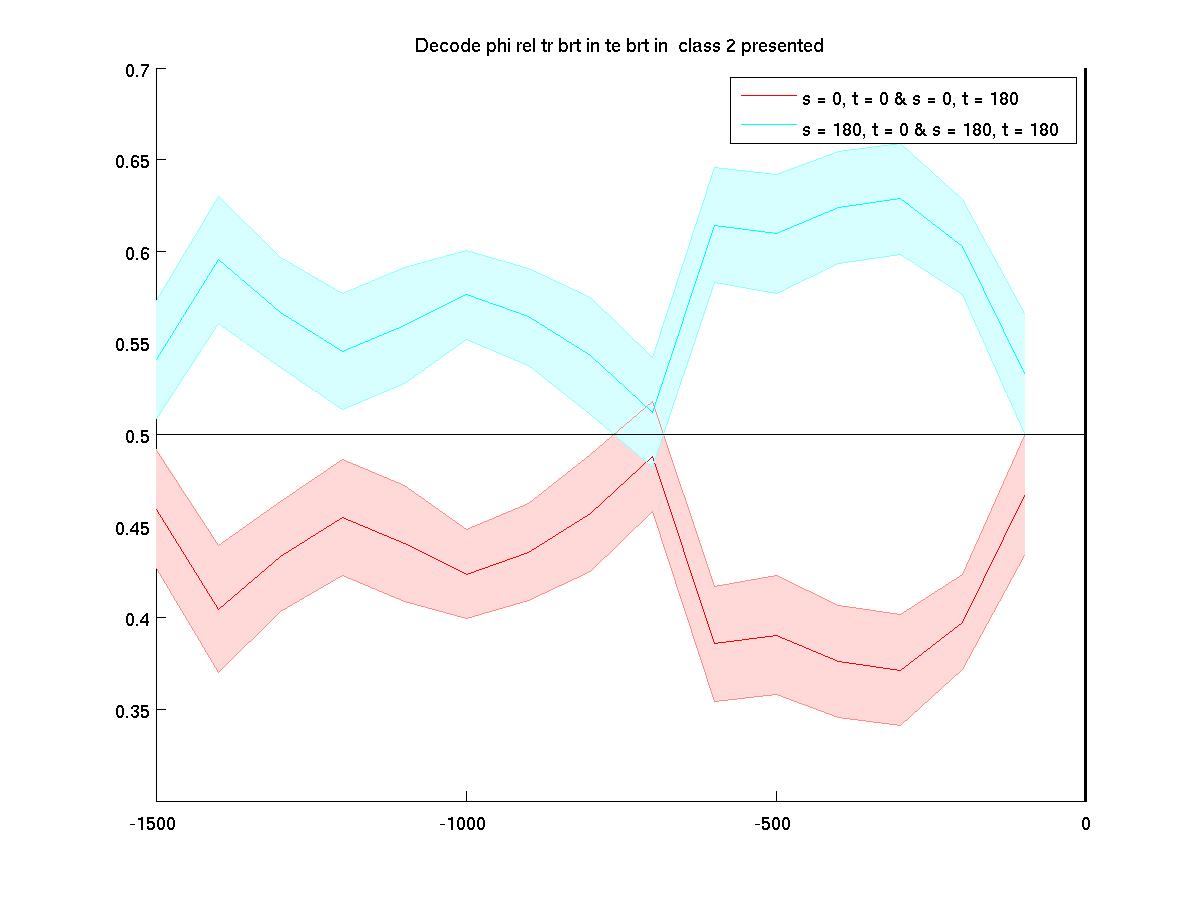 Decode phi rel tr brt in te brt in  class 2 presented
0.7
s = 0, t = 0 & s = 0, t = 180
s = 180, t = 0 & s = 180, t = 180
0.65
0.6
0.55
0.5
0.45
0.4
0.35
-1500 -1000 -500 0